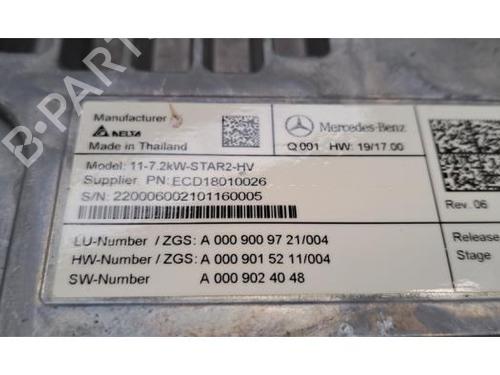 Manufacturer
DELTA
Made in Thailand
Mercedes-Benz
Q 001 HW: 19/17.00
Model: 11-7.2kW-STAR2-HV
Supplier PN: ECD18010026
S/N: 220006002101160005
Rev. 06
LU-Number / ZGS: A 000 900 97 21/004
HW-Number / ZGS: A 000 901 52 11/004
SW-Number A 000 902 40 48
Release
Stage
B-PARTS